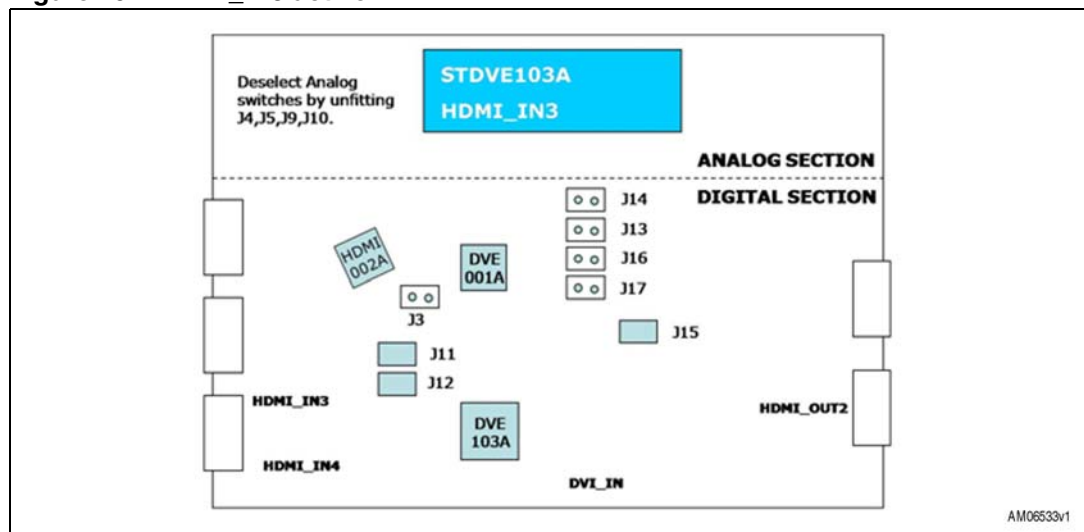 Deselect Analog
switches by unfitting
J4,J5,J9,J10.
STDVE103A
HDMI_IN3
ANALOG SECTION
DIGITAL SECTION
J14
J13
J16
J17
HDMI
002A
DVE
001A
J3
J15
J11
J12
HDMI_IN3
HDMI_OUT2
DVE
103A
HDMI_IN4
DVI_IN
AM06533v1